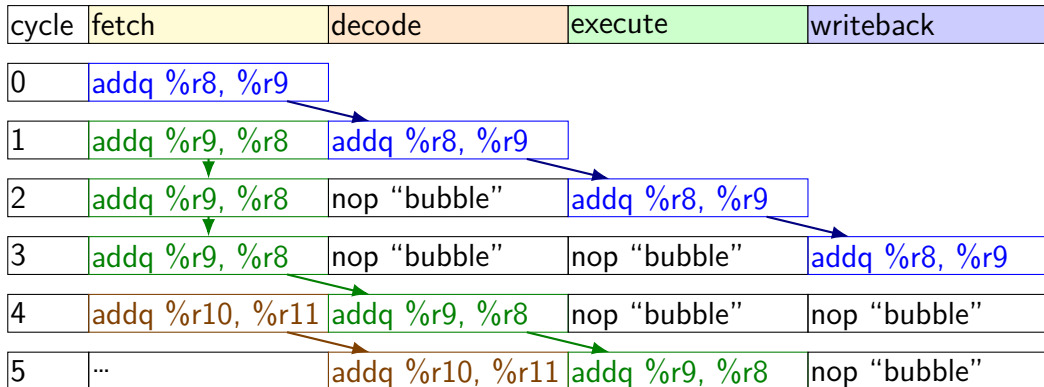 cycle fetch decode execute writeback
0 addq %r8, %r9
1 addq %r9, %r8 addq %r8, %r9
2 addq %r9, %r8 nop “bubble” addq %r8, %r9
3 addq %r9, %r8 nop “bubble” nop “bubble” addq %r8, %r9
4 addq %r10, %r11 addq %r9, %r8 nop “bubble” nop “bubble”
5 ... addq %r10, %r11 addq %r9, %r8 nop “bubble”